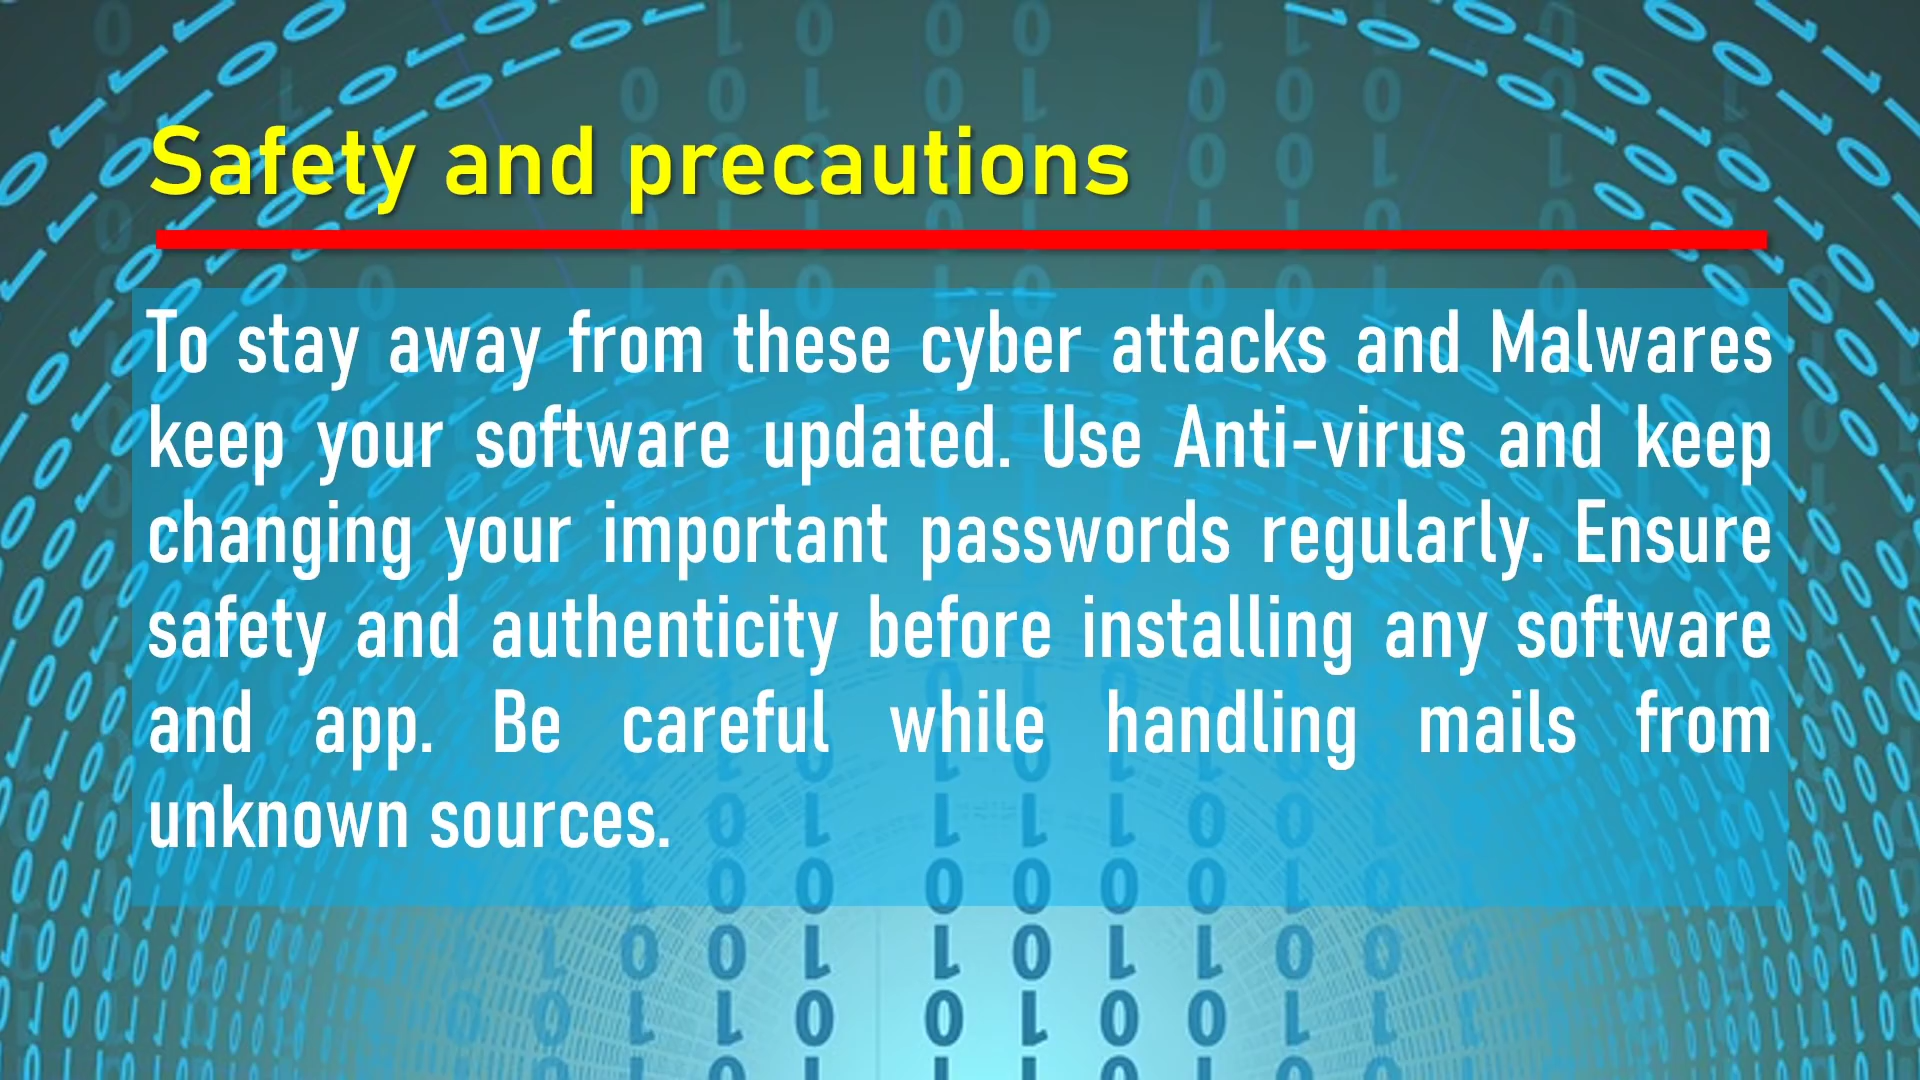 Safety and precautions
To stay away from these cyber attacks and Malwares
keep your software updated. Use Anti-virus and keep
changing your important passwords regularly. Ensure
safety and authenticity before installing any software
and app. Be careful while handling mails from
unknown sources.